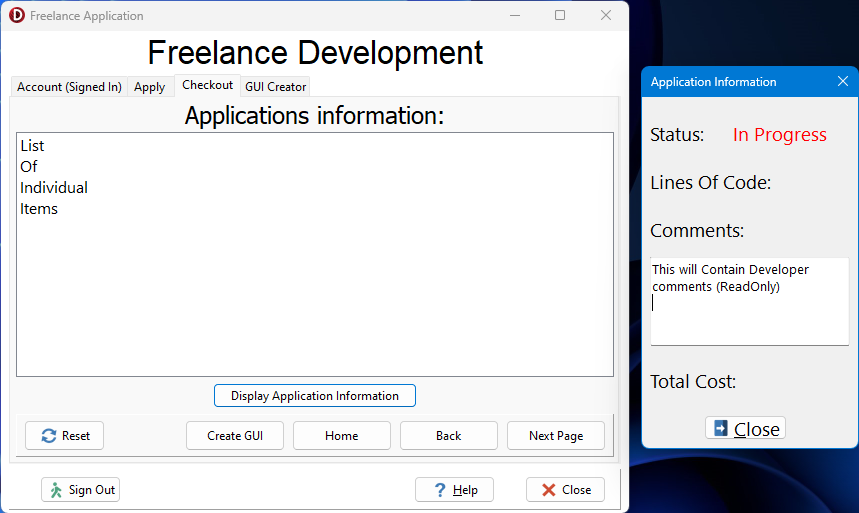 Freelance Application
Freelance Development
Account (Signed In) Apply Checkout GUI Creator
Applications information:
List
Of
Individual
Items
Display Application Information
Reset Create GUI Home Back Next Page
Sign Out Help Close
Application Information
Status: In Progress
Lines Of Code:
Comments:
This will Contain Developer
comments (ReadOnly)
Total Cost:
Close